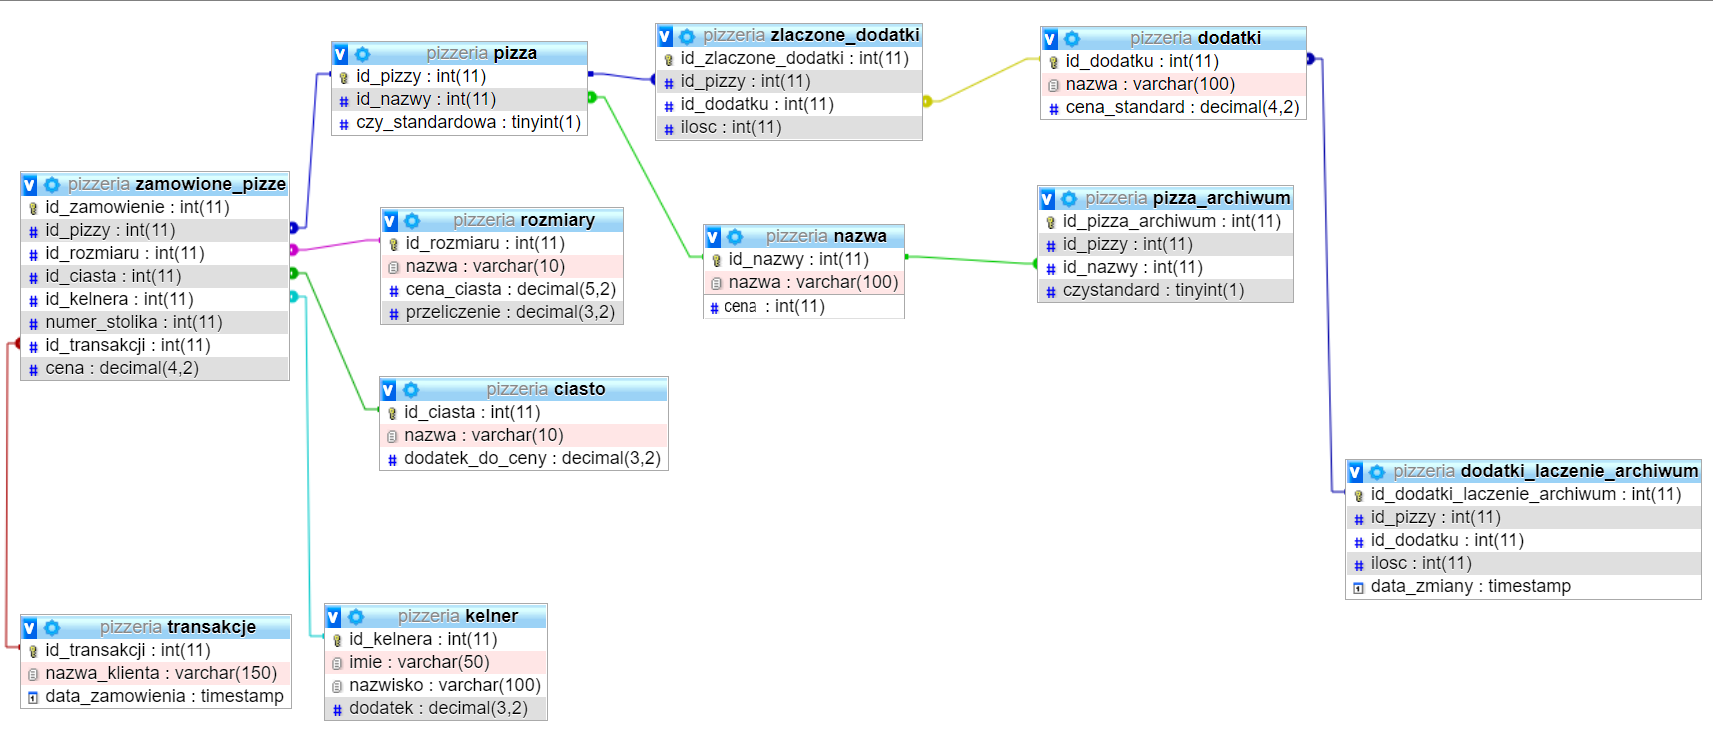 pizzeria pizza
id_pizzy : int(11)
id_nazwy : int(11)
czy_standardowa : tinyint(1)
pizzeria zlaczone_dodatki
id_zlaczone_dodatki : int(11)
id_pizzy : int(11)
id_dodatku : int(11)
ilosc : int(11)
pizzeria dodatki
id_dodatku : int(11)
nazwa : varchar(100)
cena_standard : decimal(4,2)
pizzeria zamowione_pizze
id_zamowienie : int(11)
id_pizzy : int(11)
id_rozmiaru : int(11)
id_ciasta : int(11)
id_kelnera : int(11)
numer_stolika : int(11)
id_transakcji : int(11)
cena : decimal(4,2)
pizzeria rozmiary
id_rozmiaru : int(11)
nazwa : varchar(10)
cena_ciasta : decimal(5,2)
przeliczenie : decimal(3,2)
pizzeria nazwa
id_nazwy : int(11)
nazwa : varchar(100)
cena : int(11)
pizzeria pizza_archiwum
id_pizza_archiwum : int(11)
id_pizzy : int(11)
id_nazwy : int(11)
czystandard : tinyint(1)
pizzeria ciasto
id_ciasta : int(11)
nazwa : varchar(10)
dodatek_do_ceny : decimal(3,2)
pizzeria dodatki_laczenie_archiwum
id_dodatki_laczenie_archiwum : int(11)
id_pizzy : int(11)
id_dodatku : int(11)
ilosc : int(11)
data_zmiany : timestamp
pizzeria transakcje
id_transakcji : int(11)
nazwa_klienta : varchar(150)
data_zamowienia : timestamp
pizzeria kelner
id_kelnera : int(11)
imie : varchar(50)
nazwisko : varchar(100)
dodatek : decimal(3,2)